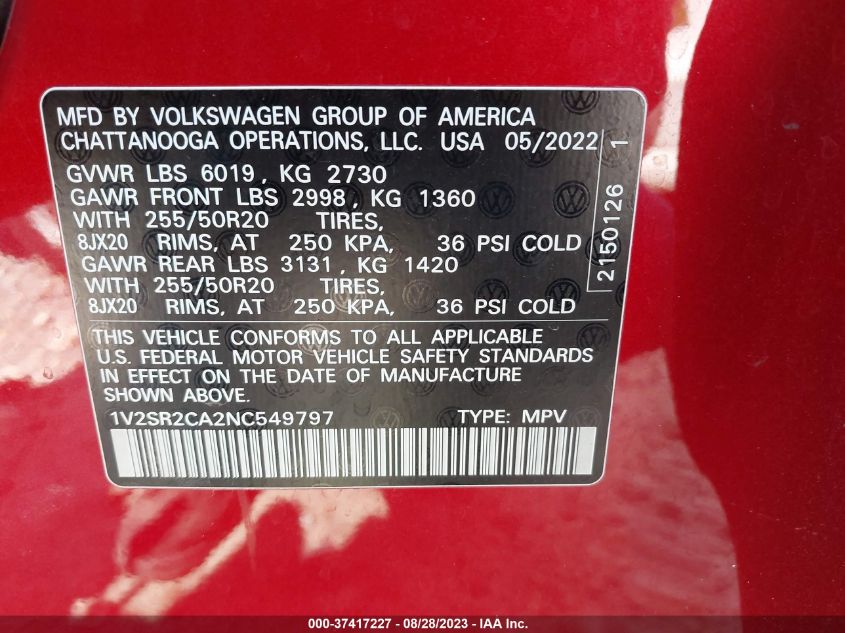 MFD BY VOLKSWAGEN GROUP OF AMERICA
CHATTANOOGA OPERATIONS, LLC. USA 05/2022
GVWR LBS 6019, KG 2730
GAWR FRONT LBS 2998, KG 1360
WITH 255/50R20 TIRES,
8JX20 RIMS, AT 250 KPA, 36 PSI COLD
GAWR REAR LBS 3131, KG 1420
WITH 255/50R20 TIRES,
8JX20 RIMS, AT 250 KPA, 36 PSI COLD
2150126 1
THIS VEHICLE CONFORMS TO ALL APPLICABLE
U.S. FEDERAL MOTOR VEHICLE SAFETY STANDARDS
IN EFFECT ON THE DATE OF MANUFACTURE
SHOWN ABOVE.
1V2SR2CA2NC549797 TYPE: MPV
000-37417227 - 08/28/2023 - IAA Inc.